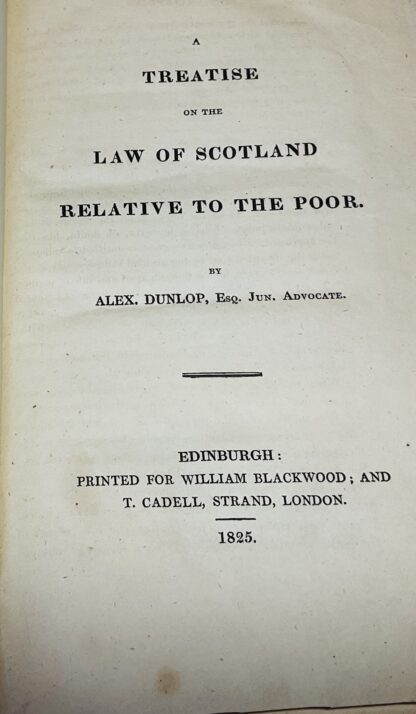 A
TREATISE
ON THE
LAW OF SCOTLAND
RELATIVE TO THE POOR.
BY
ALEX. DUNLOP, Esq. Jun. Advocate.
EDINBURGH:
PRINTED FOR WILLIAM BLACKWOOD; AND
T. CADELL, STRAND, LONDON.
1825.